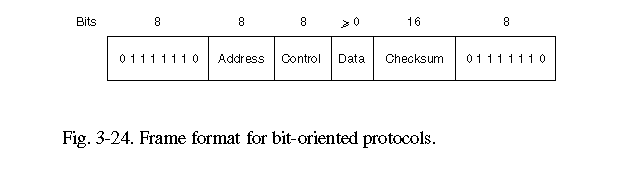 Bits 8 8 8 ⩾ 0 16 8
0 1 1 1 1 1 1 0 Address Control Data Checksum 0 1 1 1 1 1 1 0
Fig. 3-24. Frame format for bit-oriented protocols.